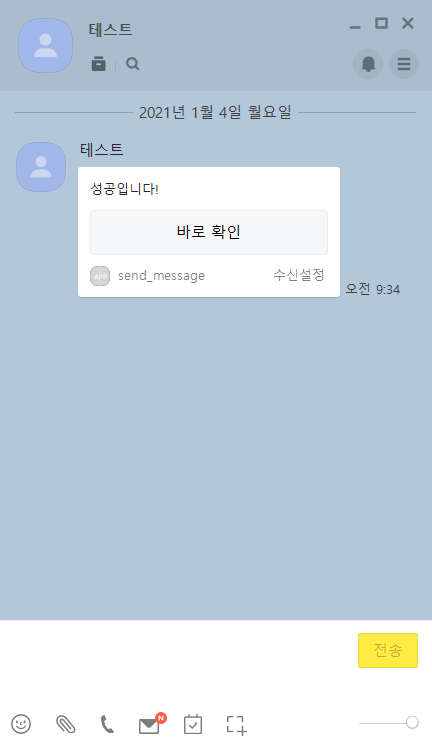 테스트
2021년 1월 4일 월요일
테스트
성공입니다!
바로 확인
APP send_message 수신설정
오전 9:34
전송
N